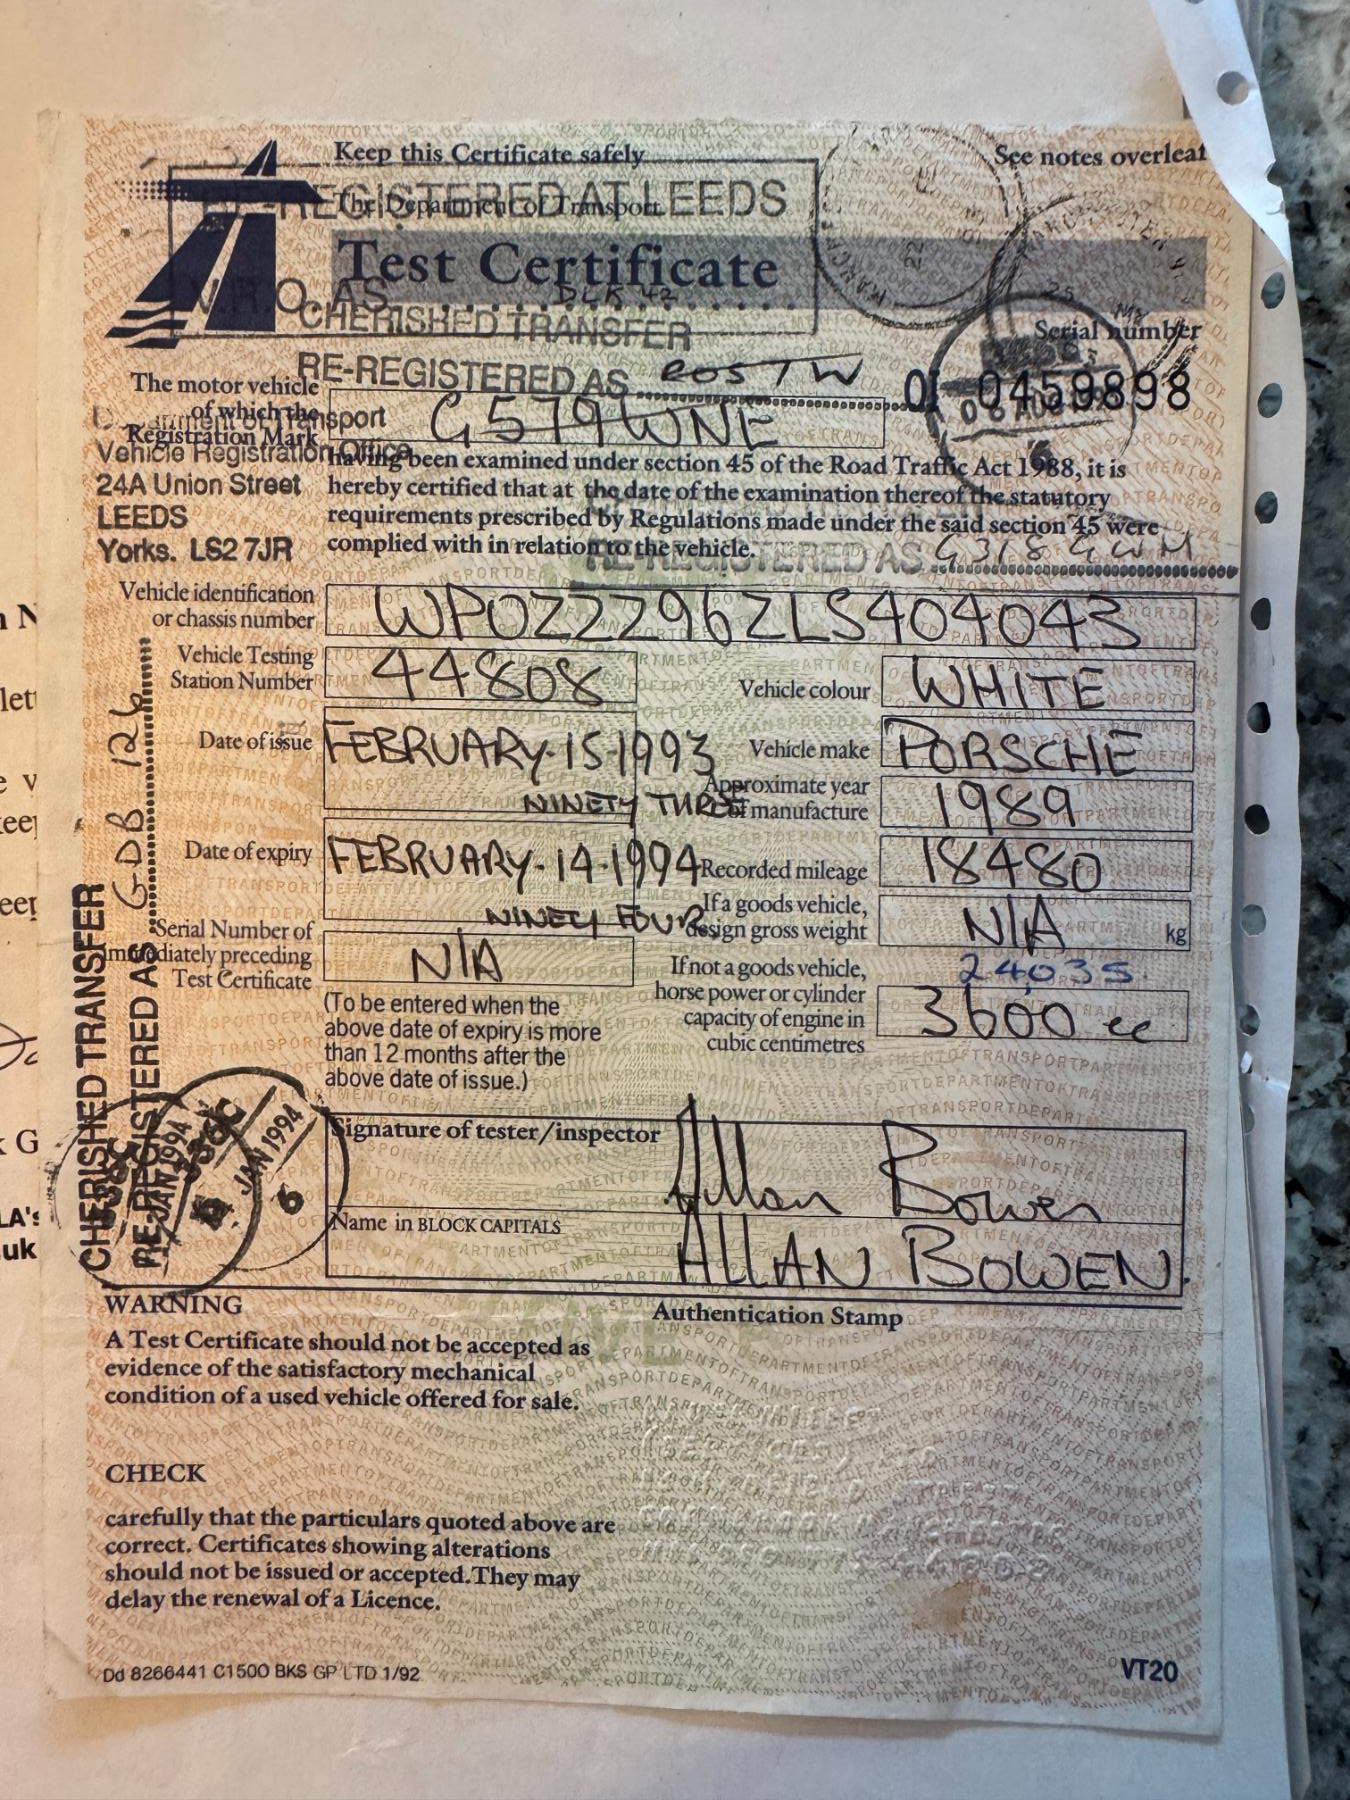 Keep this Certificate safely
See notes overleaf
RE-REGISTERED AT LEEDS
The Department of Transport
Test Certificate
V.R.O. AS DLK 42
CHERISHED TRANSFER
Serial number
RE-REGISTERED AS
01 0459898
The motor vehicle
of which the
Registration Mark
G579WNE
Department of Transport
Vehicle Registration Office
24A Union Street
LEEDS
Yorks. LS2 7JR
having been examined under section 45 of the Road Traffic Act 1988, it is
hereby certified that at the date of the examination thereof the statutory
requirements prescribed by Regulations made under the said section 45 were
complied with in relation to the vehicle.
RE-REGISTERED AS G318 GWM
Vehicle identification
or chassis number
WPOZZZ96ZLS404043
Vehicle Testing
Station Number
44808
Vehicle colour
WHITE
Date of issue
FEBRUARY-15-1993
NINETY THREE
Vehicle make
PORSCHE
Approximate year
of manufacture
1989
Date of expiry
FEBRUARY-14-1994
NINETY FOUR
Recorded mileage
18480
If a goods vehicle,
design gross weight
N/A
kg
Serial Number of
immediately preceding
Test Certificate
N/A
(To be entered when the
above date of expiry is more
than 12 months after the
above date of issue.)
If not a goods vehicle,
horse power or cylinder
capacity of engine in
cubic centimetres
24,035
3600 cc
CHERISHED TRANSFER
RE-REGISTERED AS GDB 126
JAN 1994
JAN 1994
6
Signature of tester/inspector
Allan Bowen
Name in BLOCK CAPITALS
ALLAN BOWEN
WARNING
Authentication Stamp
A Test Certificate should not be accepted as
evidence of the satisfactory mechanical
condition of a used vehicle offered for sale.
CHECK
carefully that the particulars quoted above are
correct. Certificates showing alterations
should not be issued or accepted. They may
delay the renewal of a Licence.
Dd 8266441 C1500 BKS GP LTD 1/92
VT20